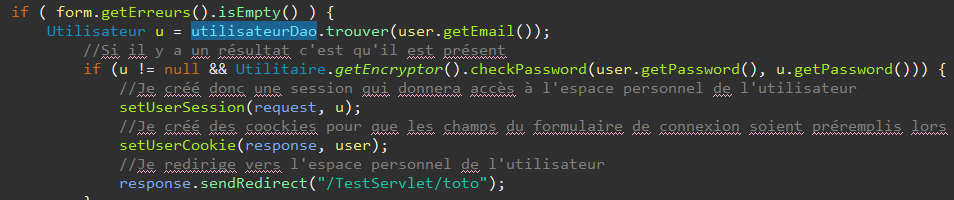 if ( form.getErreurs().isEmpty() ) {
Utilisateur u = utilisateurDao.trouver(user.getEmail());
//Si il y a un résultat c'est qu'il est présent
if (u != null && Utilitaire.getEncryptor().checkPassword(user.getPassword(), u.getPassword())) {
//Je créé donc une session qui donnera accès à l'espace personnel de l'utilisateur
setUserSession(request, u);
//Je créé des coockies pour que les champs du formulaire de connexion soient préremplis lors
setUserCookie(response, user);
//Je redirige vers l'espace personnel de l'utilisateur
response.sendRedirect("/TestServlet/toto");
}